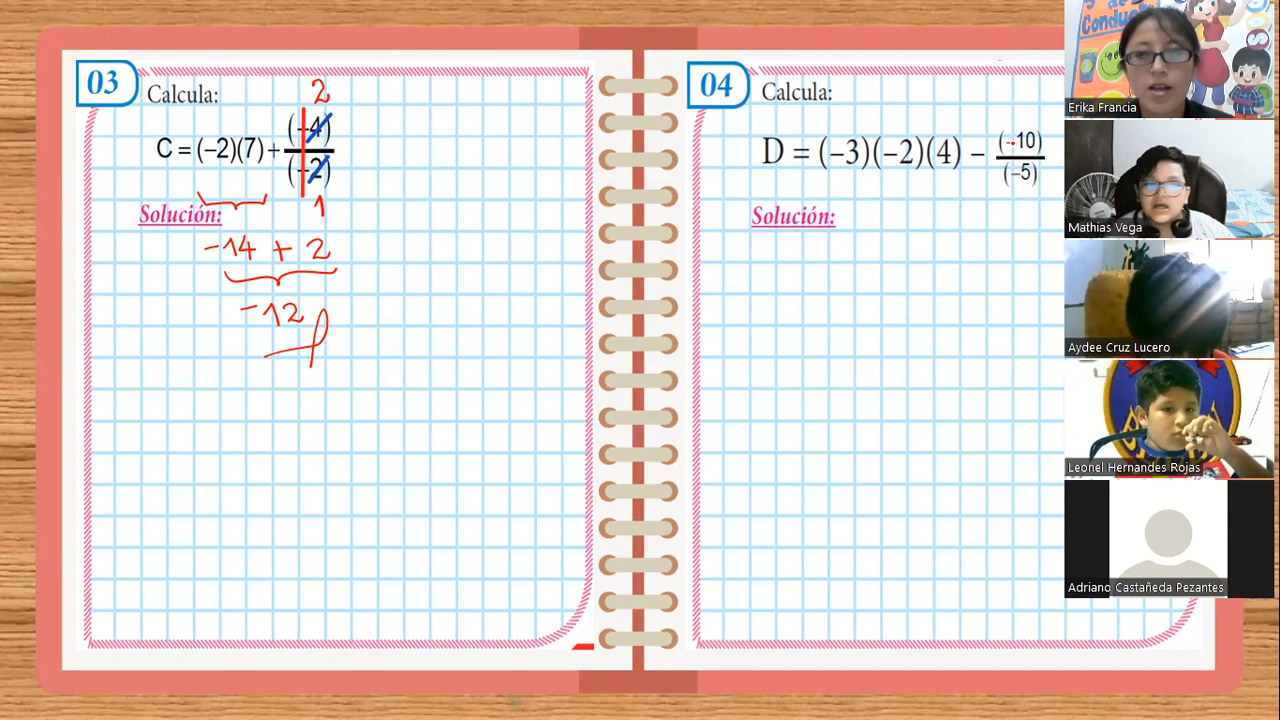 03
Calcula:
2
C = (–2)(7) + (–4)/(–2)
1
Solución:
-14 + 2
-12
04
Calcula:
D = (–3)(–2)(4) – (–10)/(–5)
Solución:
Conducta
Erika Francia
Mathias Vega
Aydee Cruz Lucero
Leonel Hernandes Rojas
Adriano Castañeda Pezantes